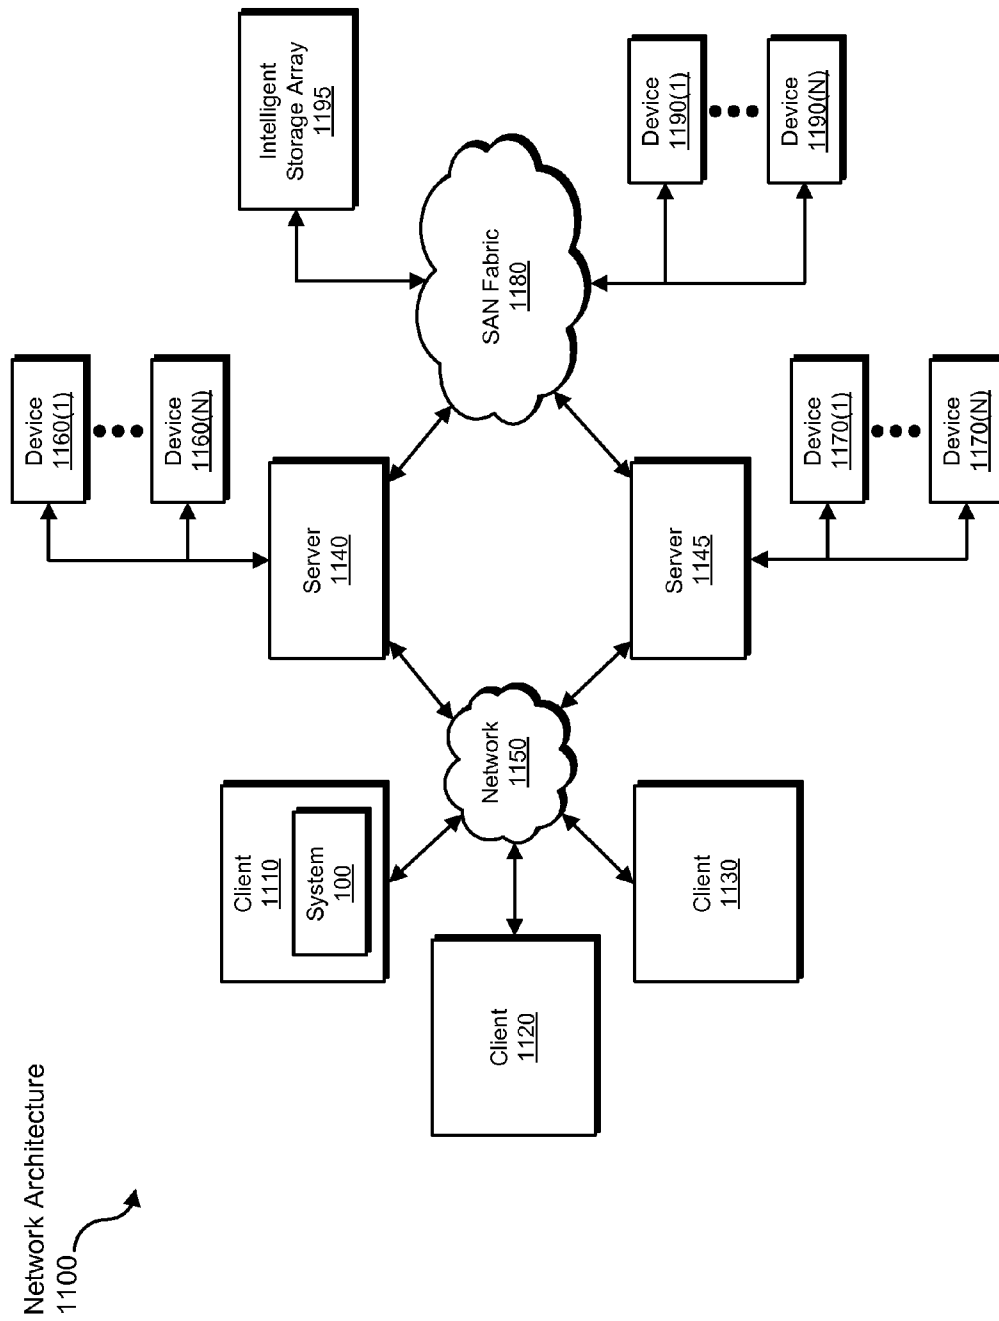 Network Architecture
1100
Client
1110
System
100
Client
1120
Client
1130
Network
1150
Server
1140
Server
1145
Device
1160(1)
Device
1160(N)
Device
1170(1)
Device
1170(N)
SAN Fabric
1180
Intelligent
Storage Array
1195
Device
1190(1)
Device
1190(N)